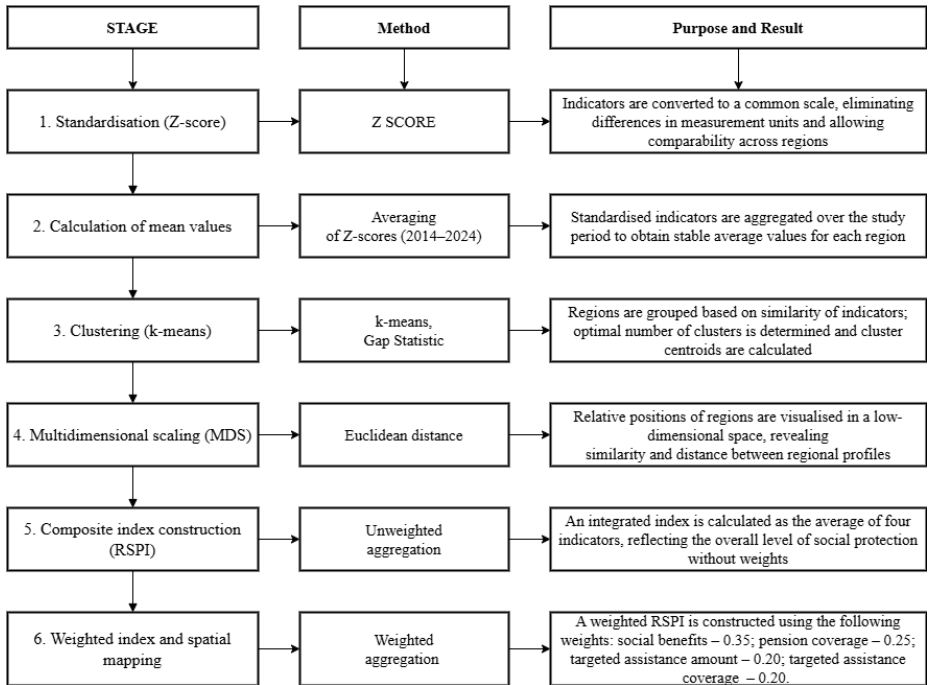 STAGE
Method
Purpose and Result
1. Standardisation (Z-score)
Z SCORE
Indicators are converted to a common scale, eliminating
differences in measurement units and allowing
comparability across regions
2. Calculation of mean values
Averaging
of Z-scores (2014–2024)
Standardised indicators are aggregated over the study
period to obtain stable average values for each region
3. Clustering (k-means)
k-means,
Gap Statistic
Regions are grouped based on similarity of indicators;
optimal number of clusters is determined and cluster
centroids are calculated
4. Multidimensional scaling (MDS)
Euclidean distance
Relative positions of regions are visualised in a low-
dimensional space, revealing
similarity and distance between regional profiles
5. Composite index construction
(RSPI)
Unweighted
aggregation
An integrated index is calculated as the average of four
indicators, reflecting the overall level of social protection
without weights
6. Weighted index and spatial
mapping
Weighted
aggregation
A weighted RSPI is constructed using the following
weights: social benefits – 0.35; pension coverage – 0.25;
targeted assistance amount – 0.20; targeted assistance
coverage – 0.20.